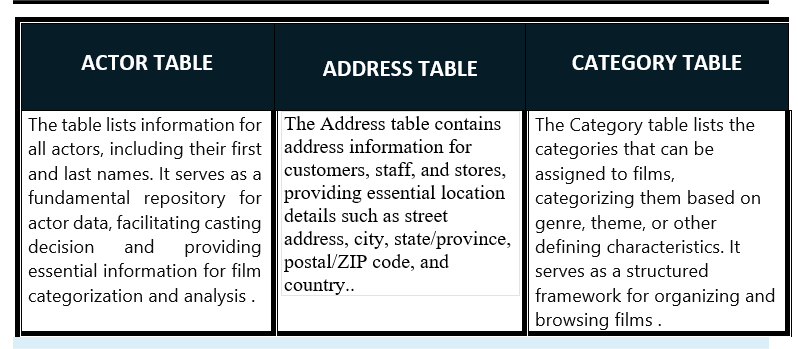 ACTOR TABLE
The table lists information for
all actors, including their first
and last names. It serves as a
fundamental repository for
actor data, facilitating casting
decision and providing
essential information for film
categorization and analysis .
ADDRESS TABLE
The Address table contains
address information for
customers, staff, and stores,
providing essential location
details such as street
address, city, state/province,
postal/ZIP code, and
country..
CATEGORY TABLE
The Category table lists the
categories that can be
assigned to films,
categorizing them based on
genre, theme, or other
defining characteristics. It
serves as a structured
framework for organizing and
browsing films .